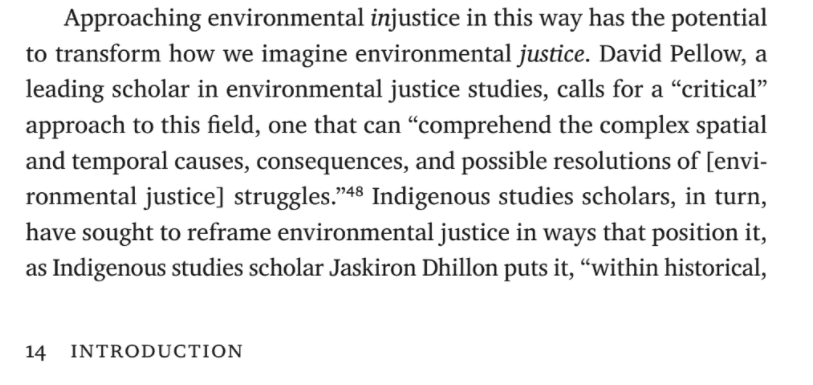 Approaching environmental injustice in this way has the potential
to transform how we imagine environmental justice. David Pellow, a
leading scholar in environmental justice studies, calls for a “critical”
approach to this field, one that can “comprehend the complex spatial
and temporal causes, consequences, and possible resolutions of [envi-
ronmental justice] struggles.”48 Indigenous studies scholars, in turn,
have sought to reframe environmental justice in ways that position it,
as Indigenous studies scholar Jaskiron Dhillon puts it, “within historical,
14 INTRODUCTION